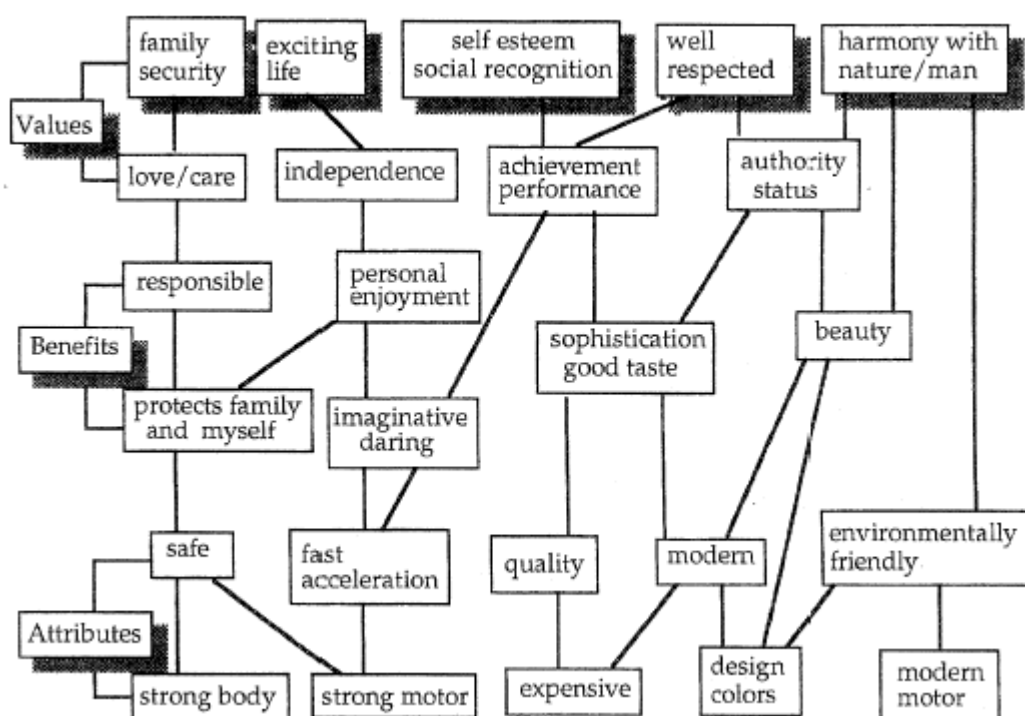 family
security
exciting
life
self esteem
social recognition
well
respected
harmony with
nature/man
Values
love/care
independence
achievement
performance
authority
status
responsible
personal
enjoyment
Benefits
sophistication
good taste
beauty
protects family
and myself
imaginative
daring
safe
fast
acceleration
quality
modern
environmentally
friendly
Attributes
strong body
strong motor
expensive
design
colors
modern
motor